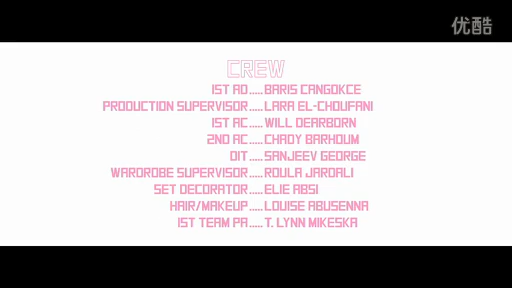 优酷
CREW
1ST AD.....BARIS CANGOKCE
PRODUCTION SUPERVISOR.....LARA EL-CHOUFANI
1ST AC.....WILL DEARBORN
2ND AC.....CHADY BARHOUM
DIT.....SANJEEV GEORGE
WARDROBE SUPERVISOR.....ROULA JARDALI
SET DECORATOR.....ELIE ABSI
HAIR/MAKEUP.....LOUISE ABUSENNA
1ST TEAM PA.....T. LYNN MIKESKA